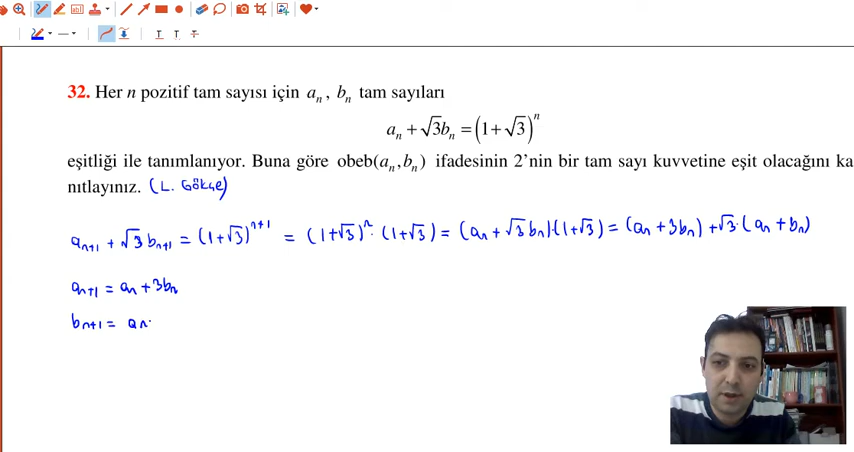 32. Her n pozitif tam sayısı için aₙ, bₙ tam sayıları
aₙ + √3bₙ = (1+√3)ⁿ
eşitliği ile tanımlanıyor. Buna göre obeb(aₙ,bₙ) ifadesinin 2'nin bir tam sayı kuvvetine eşit olacağını ka
nıtlayınız. (L. Gökçe)
aₙ₊₁ + √3 bₙ₊₁ = (1+√3)ⁿ⁺¹ = (1+√3)ⁿ · (1+√3) = (aₙ + √3 bₙ)·(1+√3) = (aₙ + 3bₙ) + √3 · (aₙ + bₙ)
aₙ₊₁ = aₙ + 3bₙ
bₙ₊₁ = aₙ